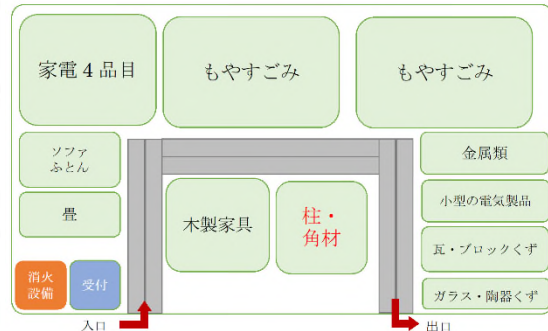 家電４品目
もやすごみ
もやすごみ
ソファ
ふとん
畳
木製家具
柱・
角材
金属類
小型の電気製品
瓦・ブロックくず
ガラス・陶器くず
消火
設備
受付
入口
出口